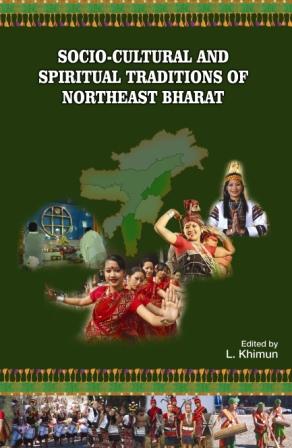 SOCIO-CULTURAL AND
SPIRITUAL TRADITIONS OF
NORTHEAST BHARAT
Edited by
L. Khimun